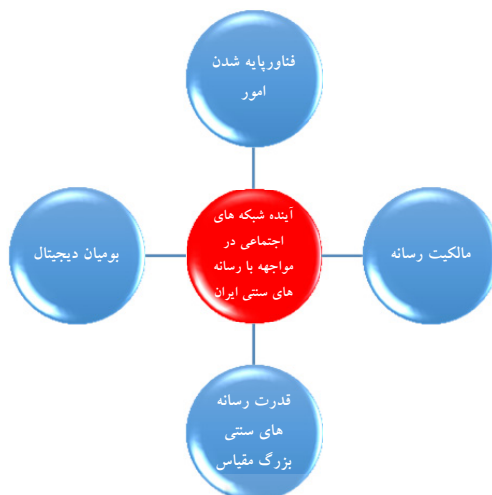 فناورپایه شدن
امور
آینده شبکه های
اجتماعی در
مواجهه با رسانه
های سنتی ایران
مالکیت رسانه
بومیان دیجیتال
قدرت رسانه
های سنتی
بزرگ مقیاس